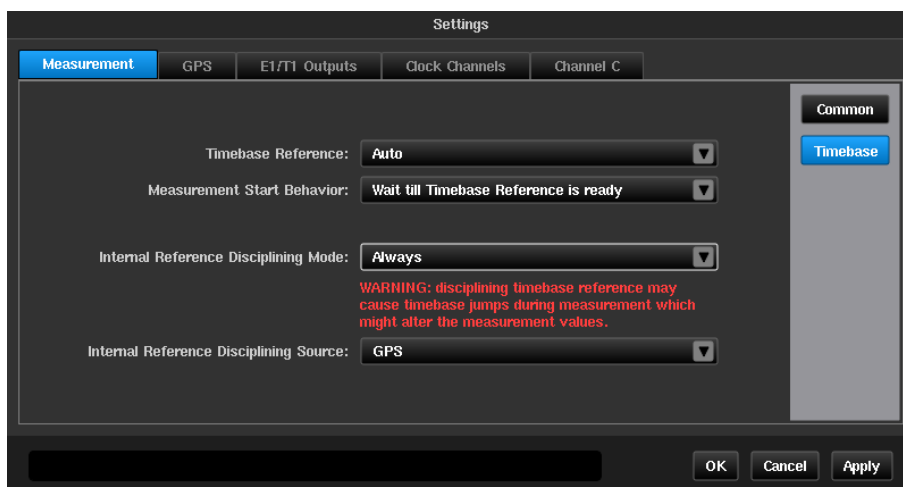 Settings
Measurement GPS E1/T1 Outputs Clock Channels Channel C
Common
Timebase
Timebase Reference: Auto
Measurement Start Behavior: Wait till Timebase Reference is ready
Internal Reference Disciplining Mode: Always
WARNING: disciplining timebase reference may
cause timebase jumps during measurement which
might alter the measurement values.
Internal Reference Disciplining Source: GPS
OK Cancel Apply